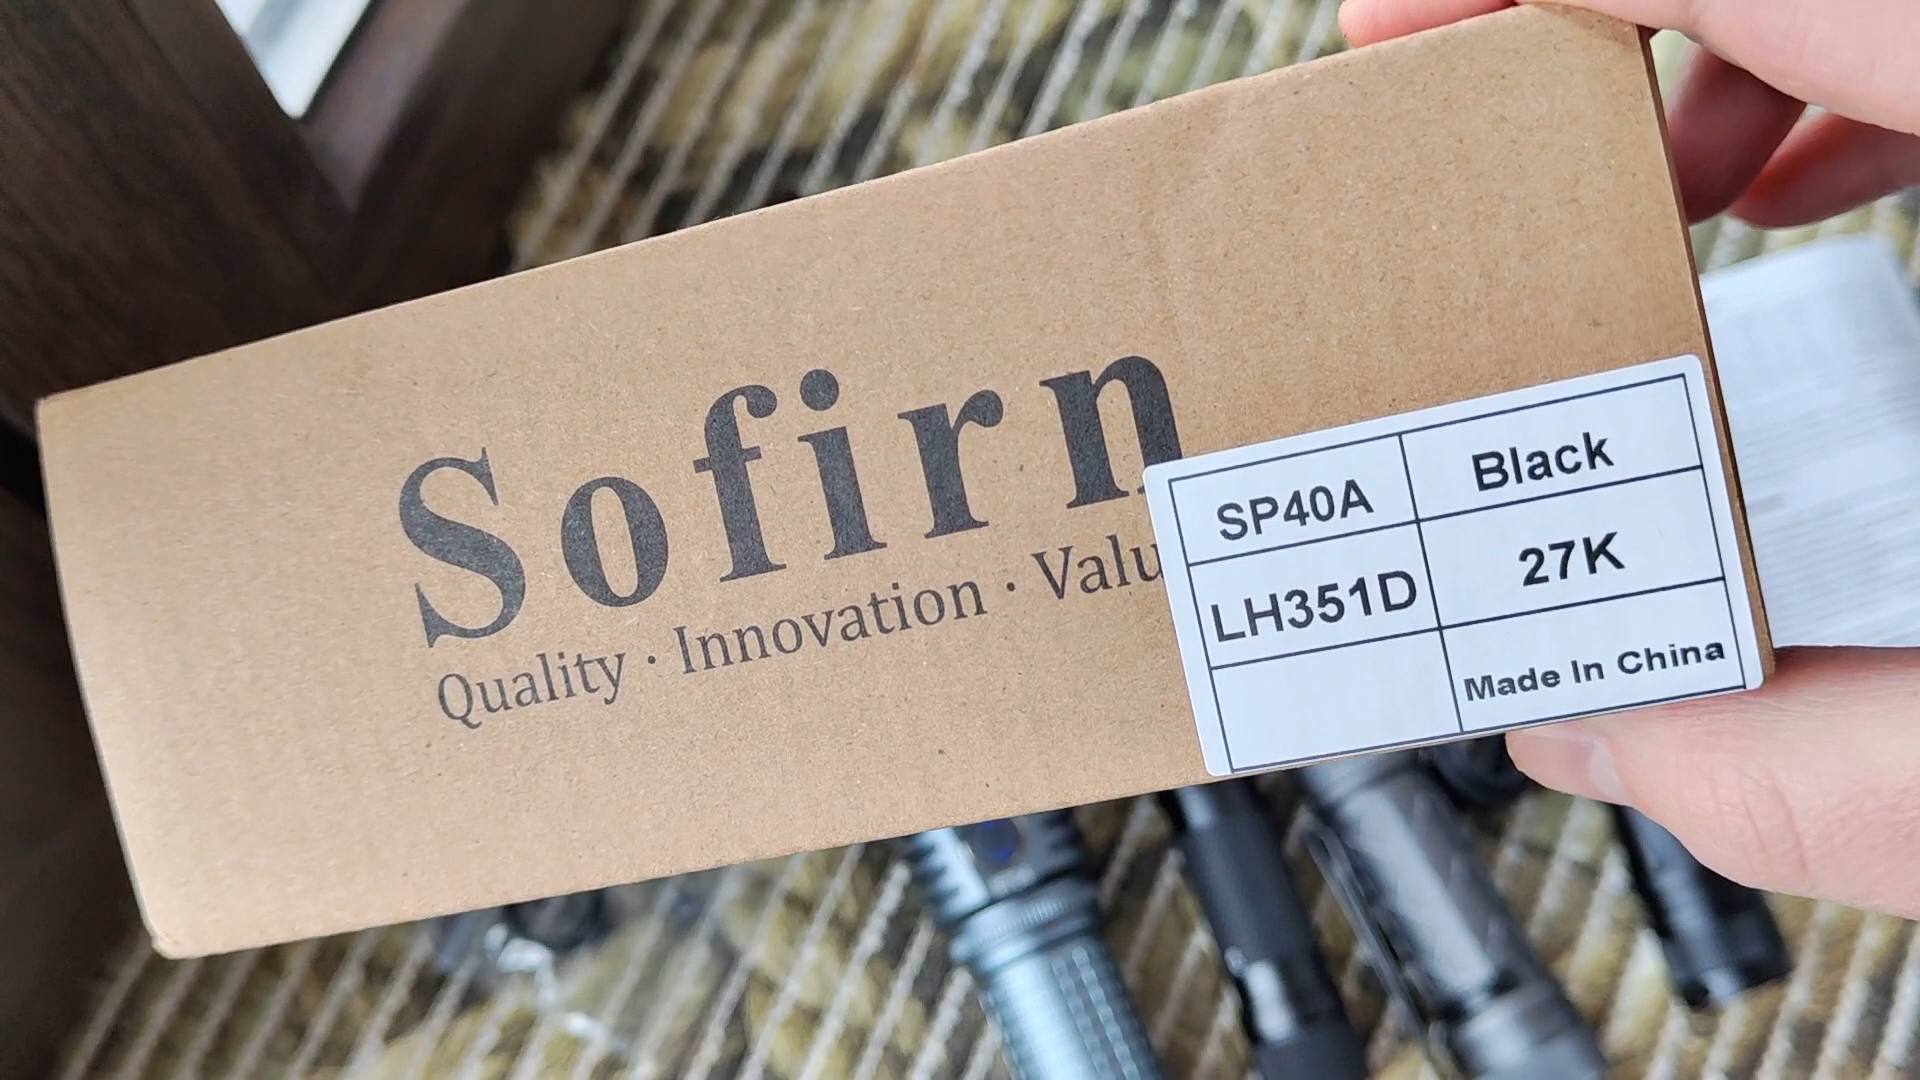 Sofirn
Quality · Innovation · Valu
SP40A
Black
LH351D
27K
Made In China